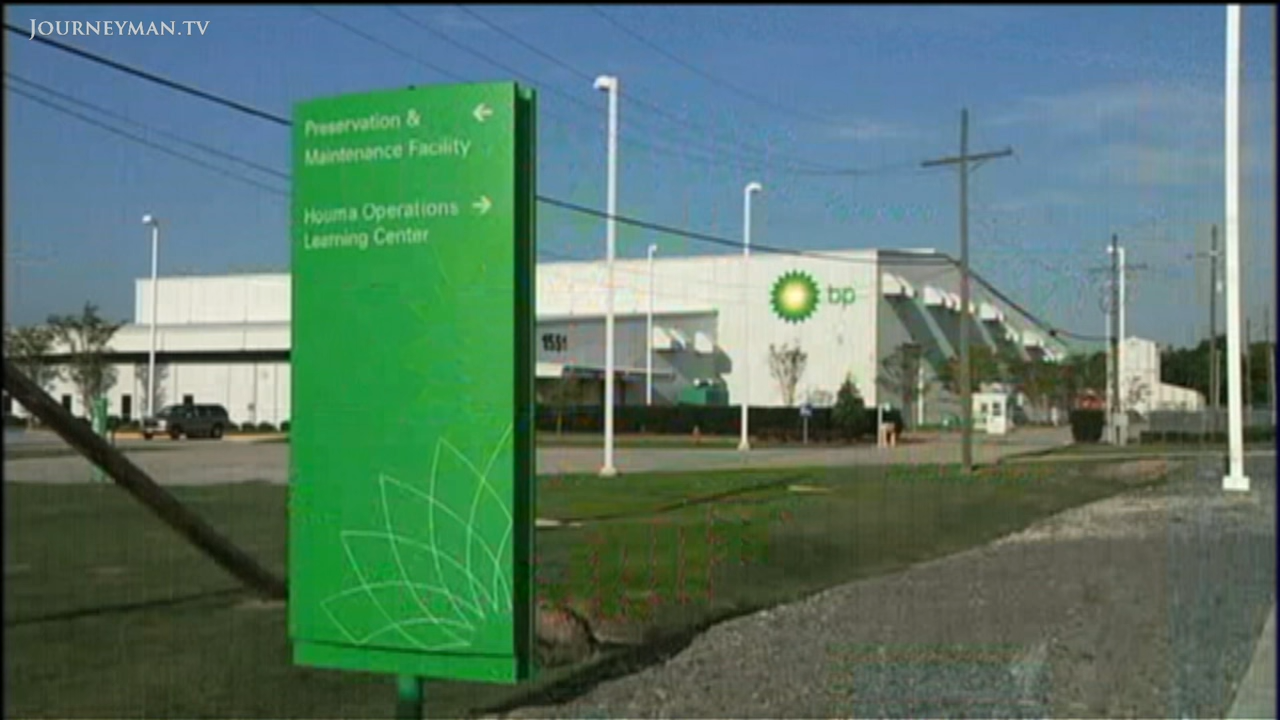 JOURNEYMAN.TV
Preservation & ←
Maintenance Facility
Houma Operations →
Learning Center
1551
bp